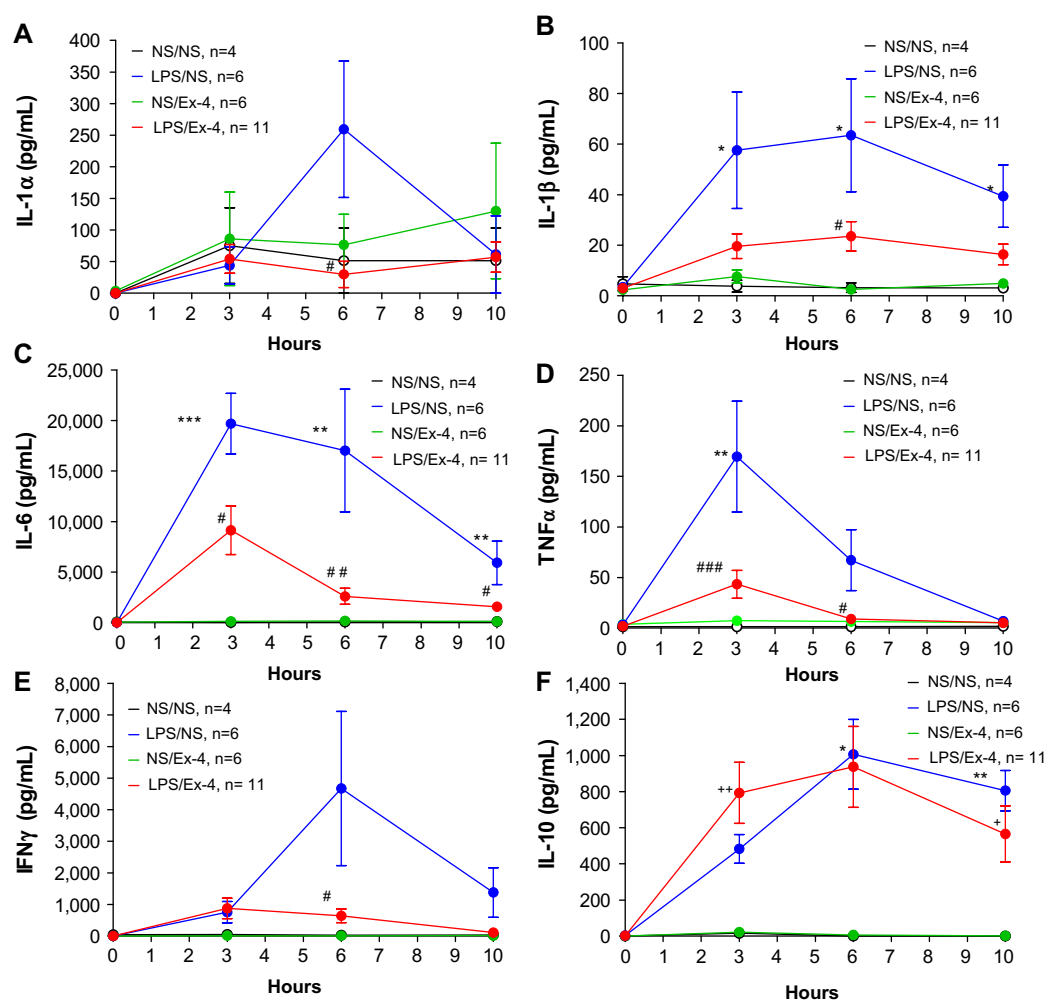 A
IL-1α (pg/mL)
400
350
300
250
200
150
100
50
0
NS/NS, n=4
LPS/NS, n=6
NS/Ex-4, n=6
LPS/Ex-4, n= 11
#
0 1 2 3 4 5 6 7 8 9 10
Hours
B
IL-1β (pg/mL)
100
80
60
40
20
0
NS/NS, n=4
LPS/NS, n=6
NS/Ex-4, n=6
LPS/Ex-4, n= 11
*
*
*
#
0 1 2 3 4 5 6 7 8 9 10
Hours
C
IL-6 (pg/mL)
25,000
20,000
15,000
10,000
5,000
0
NS/NS, n=4
LPS/NS, n=6
NS/Ex-4, n=6
LPS/Ex-4, n= 11
***
**
**
#
# #
#
0 1 2 3 4 5 6 7 8 9 10
Hours
D
TNFα (pg/mL)
250
200
150
100
50
0
NS/NS, n=4
LPS/NS, n=6
NS/Ex-4, n=6
LPS/Ex-4, n= 11
**
###
#
0 1 2 3 4 5 6 7 8 9 10
Hours
E
IFNγ (pg/mL)
8,000
7,000
6,000
5,000
4,000
3,000
2,000
1,000
0
NS/NS, n=4
LPS/NS, n=6
NS/Ex-4, n=6
LPS/Ex-4, n= 11
#
0 1 2 3 4 5 6 7 8 9 10
Hours
F
IL-10 (pg/mL)
1,400
1,200
1,000
800
600
400
200
0
NS/NS, n=4
LPS/NS, n=6
NS/Ex-4, n=6
LPS/Ex-4, n= 11
++
*
**
+
0 1 2 3 4 5 6 7 8 9 10
Hours